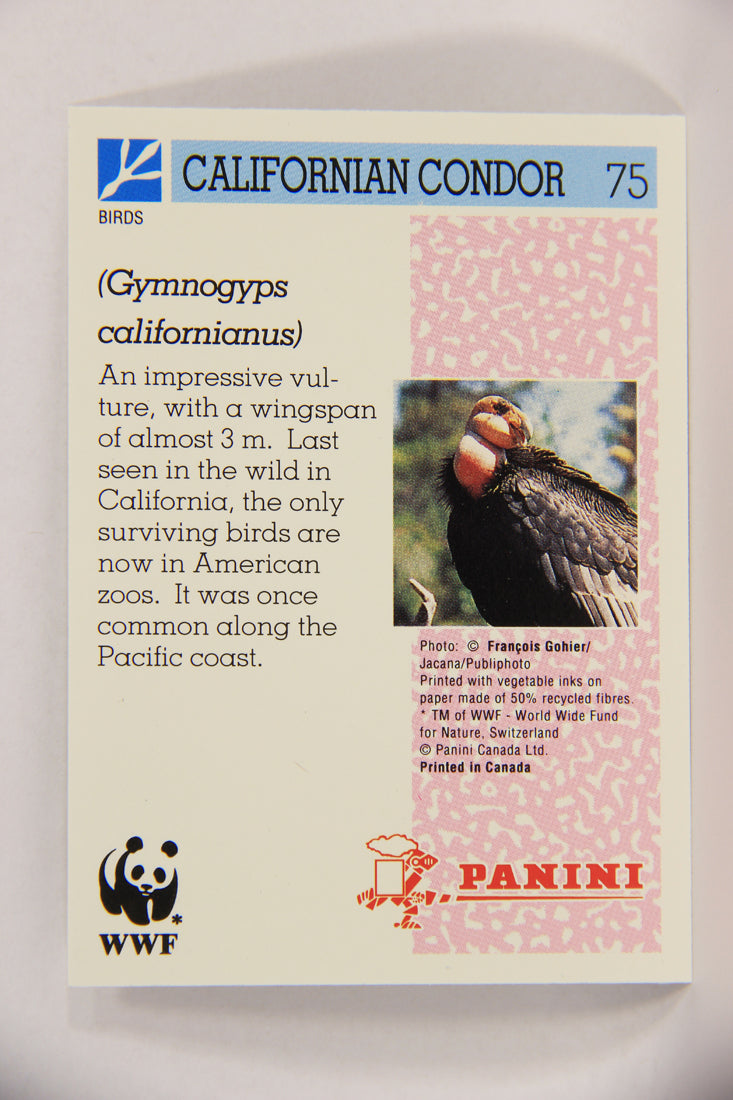 CALIFORNIAN CONDOR 75
BIRDS
(Gymnogyps
californianus)
An impressive vul-
ture, with a wingspan
of almost 3 m. Last
seen in the wild in
California, the only
surviving birds are
now in American
zoos. It was once
common along the
Pacific coast.
Photo: © François Gohier/
Jacana/Publiphoto
Printed with vegetable inks on
paper made of 50% recycled fibres.
* TM of WWF - World Wide Fund
for Nature, Switzerland
© Panini Canada Ltd.
Printed in Canada
*
WWF
PANINI